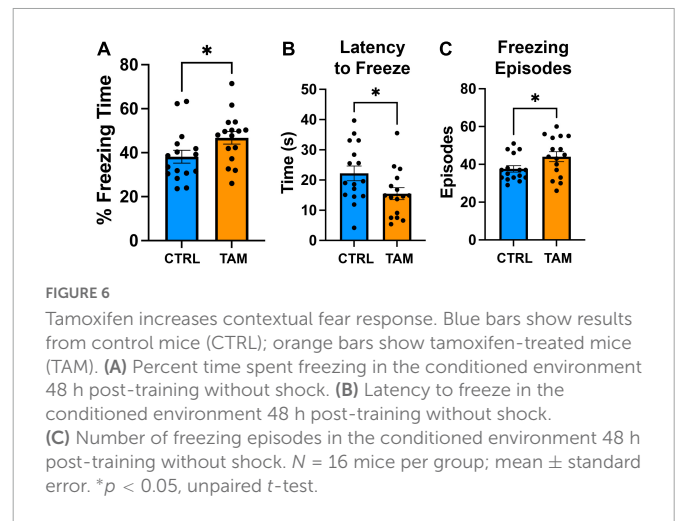 A
B
Latency
to Freeze
C
Freezing
Episodes
% Freezing Time
80
60
40
20
0
*
CTRL
TAM
Time (s)
50
40
30
20
10
0
*
CTRL
TAM
Episodes
80
60
40
20
0
*
CTRL
TAM
FIGURE 6
Tamoxifen increases contextual fear response. Blue bars show results
from control mice (CTRL); orange bars show tamoxifen-treated mice
(TAM). (A) Percent time spent freezing in the conditioned environment
48 h post-training without shock. (B) Latency to freeze in the
conditioned environment 48 h post-training without shock.
(C) Number of freezing episodes in the conditioned environment 48 h
post-training without shock. N = 16 mice per group; mean ± standard
error. *p < 0.05, unpaired t-test.